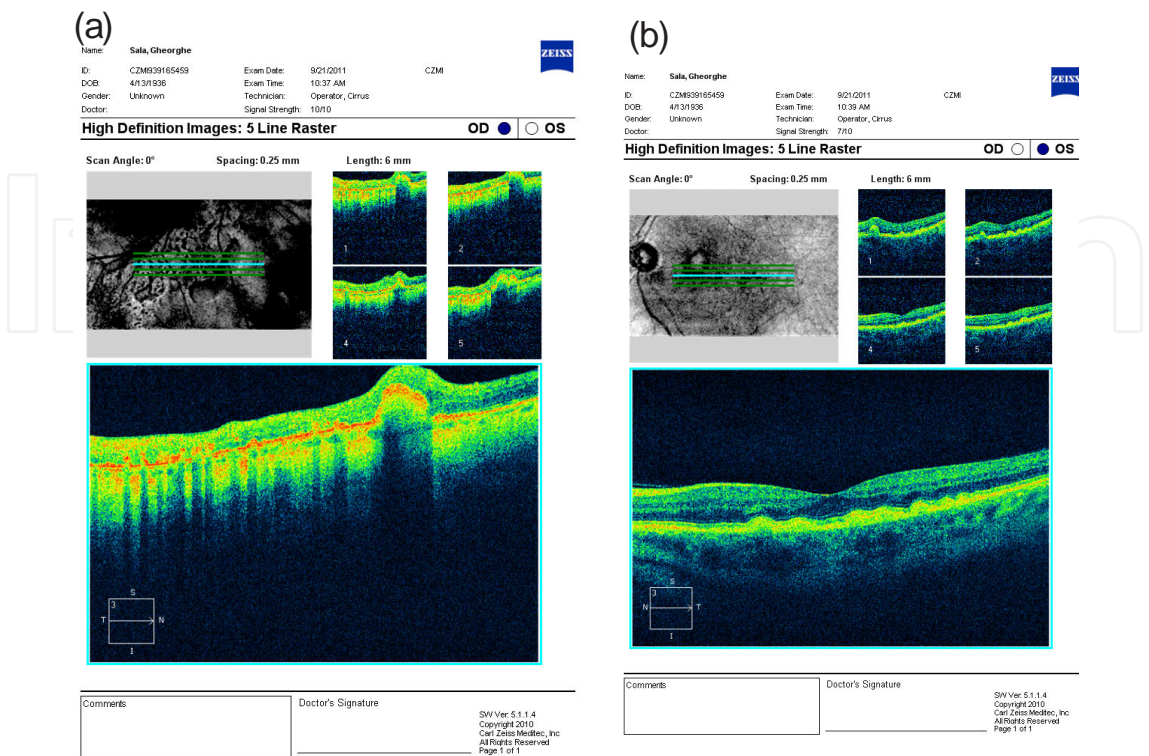 (a)
Name: Sala, Gheorghe
ZEISS
ID: CZMI939165459 Exam Date: 9/21/2011 CZMI
DOB: 4/13/1936 Exam Time: 10:37 AM
Gender: Unknown Technician: Operator, Cirrus
Doctor: Signal Strength: 10/10
High Definition Images: 5 Line Raster OD OS
Scan Angle: 0° Spacing: 0.25 mm Length: 6 mm
1 2
4 5
3
S
T N
I
Comments
Doctor's Signature
SW Ver: 5.1.1.4
Copyright 2010
Carl Zeiss Meditec, Inc
All Rights Reserved
Page 1 of 1
(b)
Name: Sala, Gheorghe
ZEISS
ID: CZMI939165459 Exam Date: 9/21/2011 CZMI
DOB: 4/13/1936 Exam Time: 10:39 AM
Gender: Unknown Technician: Operator, Cirrus
Doctor: Signal Strength: 7/10
High Definition Images: 5 Line Raster OD OS
Scan Angle: 0° Spacing: 0.25 mm Length: 6 mm
1 2
4 5
S
3
N T
I
Comments
Doctor's Signature
SW Ver: 5.1.1.4
Copyright 2010
Carl Zeiss Meditec, Inc
All Rights Reserved
Page 1 of 1